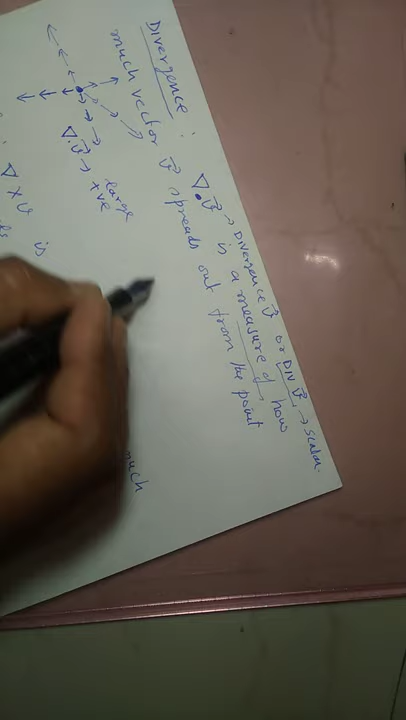 Divergence : ∇⃗.v⃗ → Divergence v⃗ or Div v⃗ → scalar.
∇.v⃗ is a measure of how
much vector v⃗ spreads out from the point
∇⃗.v⃗ → large
+ve
∇ × v
is
much